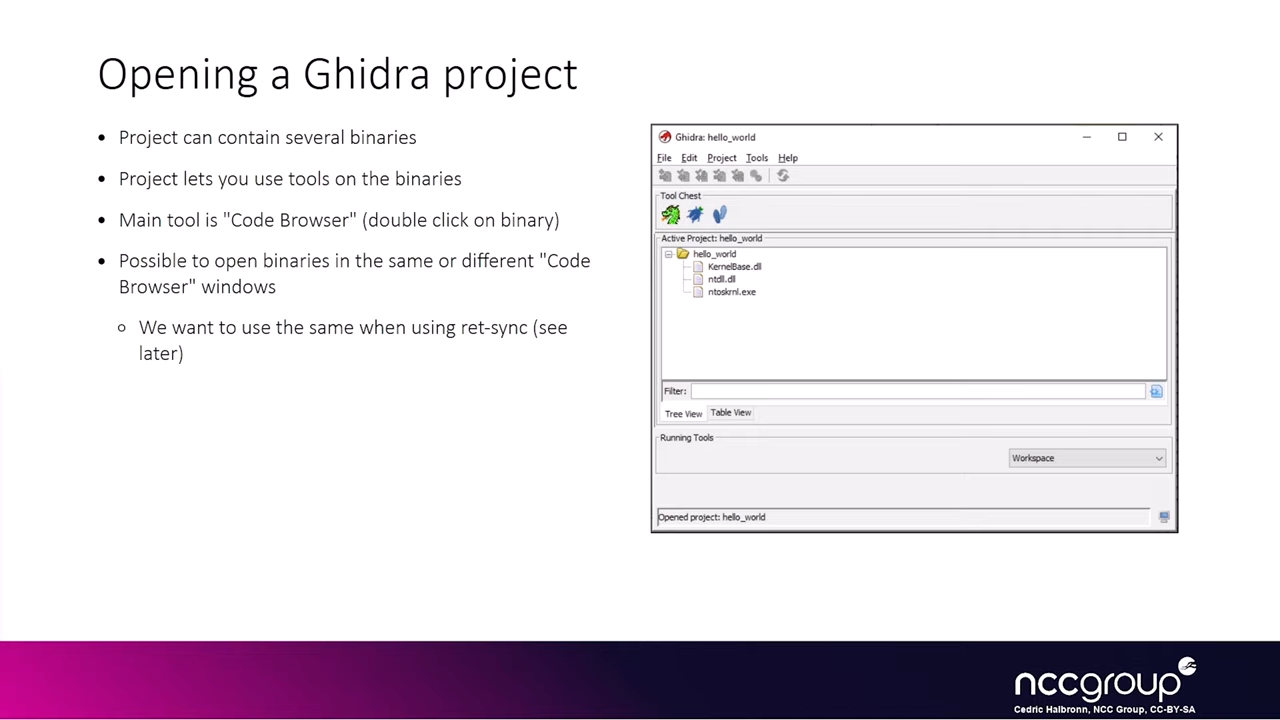 Opening a Ghidra project
• Project can contain several binaries
• Project lets you use tools on the binaries
• Main tool is "Code Browser" (double click on binary)
• Possible to open binaries in the same or different "Code
Browser" windows
○ We want to use the same when using ret-sync (see
later)
Ghidra: hello_world
File Edit Project Tools Help
Tool Chest
Active Project: hello_world
hello_world
KernelBase.dll
ntdll.dll
ntoskrnl.exe
Filter:
Tree View Table View
Running Tools
Workspace
Opened project: hello_world
nccgroup
Cedric Halbronn, NCC Group, CC-BY-SA